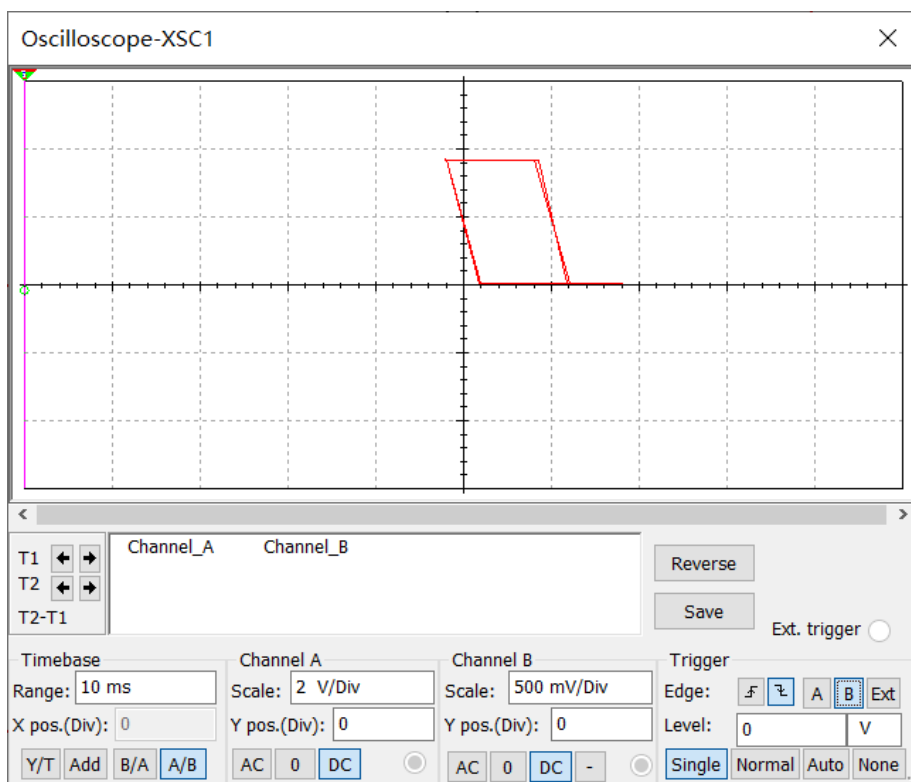 Oscilloscope-XSC1
T1
T2
T2-T1
Channel_A Channel_B
Reverse
Save
Ext. trigger
Timebase
Range: 10 ms
X pos.(Div): 0
Y/T Add B/A A/B
Channel A
Scale: 2 V/Div
Y pos.(Div): 0
AC 0 DC
Channel B
Scale: 500 mV/Div
Y pos.(Div): 0
AC 0 DC -
Trigger
Edge: A B Ext
Level: 0 V
Single Normal Auto None